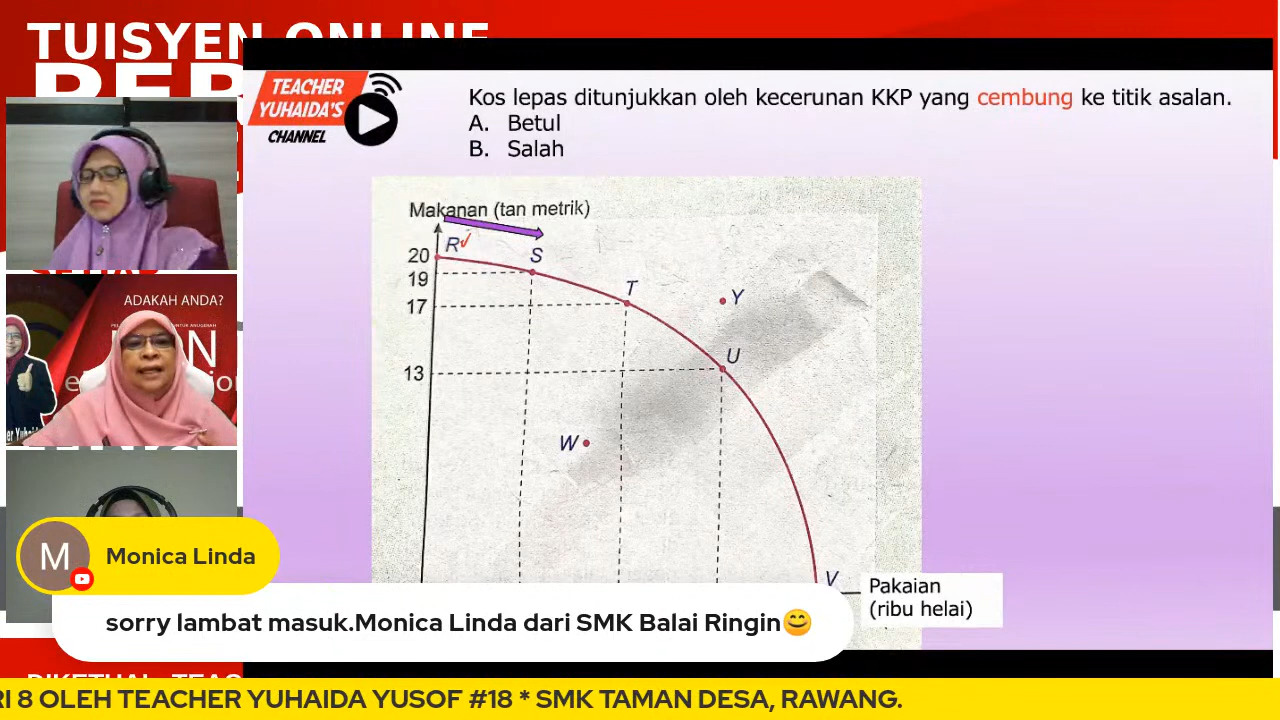 TUISYEN ONLINE
TEACHER
YUHAIDA'S
CHANNEL
Kos lepas ditunjukkan oleh kecerunan KKP yang cembung ke titik asalan.
A. Betul
B. Salah
Makanan (tan metrik)
R
S
T
Y
U
W
V
20
19
17
13
Pakaian
(ribu helai)
ADAKAH ANDA?
M
Monica Linda
sorry lambat masuk.Monica Linda dari SMK Balai Ringin😊
8 OLEH TEACHER YUHAIDA YUSOF #18 * SMK TAMAN DESA, RAWANG.